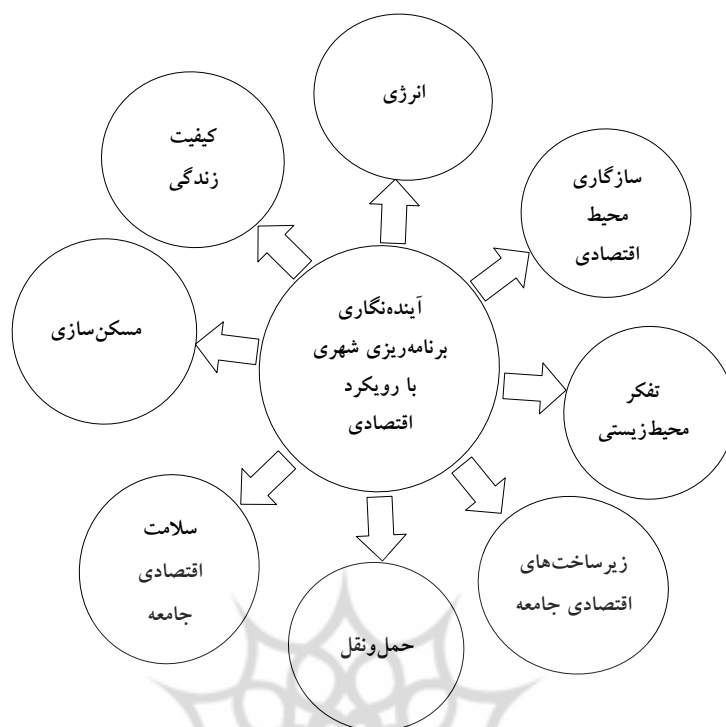 انرژی
کیفیت
زندگی
سازگاری
محیط
اقتصادی
آینده‌نگاری
برنامه‌ریزی شهری
با رویکرد
اقتصادی
مسکن‌سازی
تفکر
محیط‌زیستی
سلامت
اقتصادی
جامعه
زیرساخت‌های
اقتصادی جامعه
حمل‌ونقل